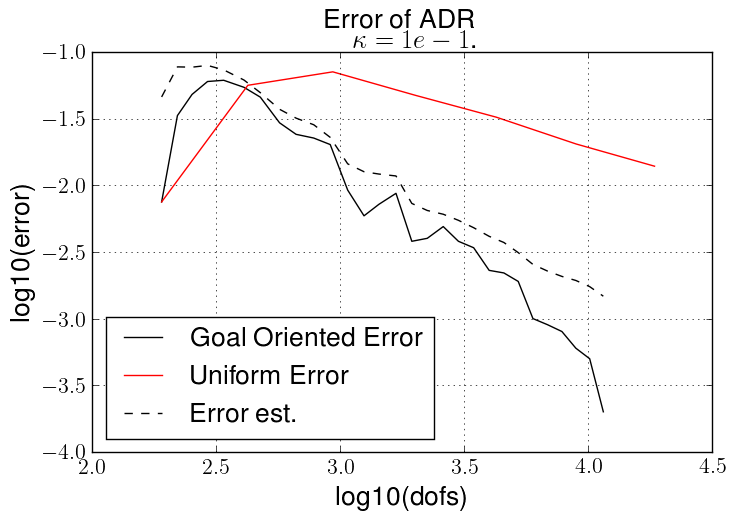 Error of ADR
κ = 1e − 1.
−1.0
−1.5
−2.0
−2.5
−3.0
−3.5
−4.0
log10(error)
Goal Oriented Error
Uniform Error
Error est.
2.0 2.5 3.0 3.5 4.0 4.5
log10(dofs)